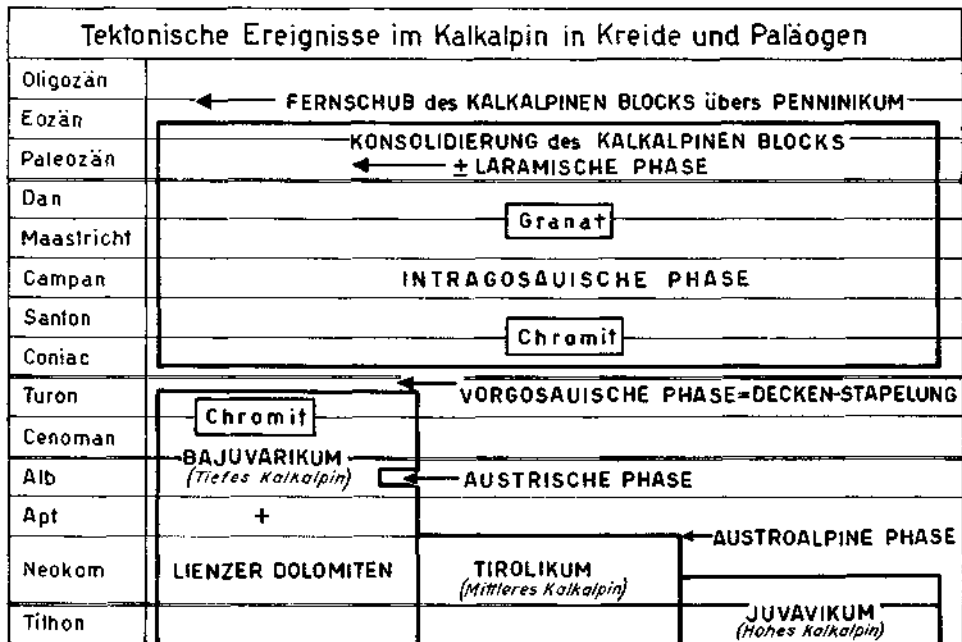 Tektonische Ereignisse im Kalkalpin in Kreide und Paläogen
Oligozän
FERNSCHUB des KALKALPINEN BLOCKS übers PENNINIKUM
Eozän
KONSOLIDIERUNG des KALKALPINEN BLOCKS
Paleozän
± LARAMISCHE PHASE
Dan
Granat
Maastricht
Campan
INTRAGOSAUISCHE PHASE
Santon
Chromit
Coniac
Turon
VORGOSAUISCHE PHASE=DECKEN-STAPELUNG
Chromit
Cenoman
BAJUVARIKUM
Alb
(Tiefes Kalkalpin)
AUSTRISCHE PHASE
Apt
+
AUSTROALPINE PHASE
Neokom
LIENZER DOLOMITEN
TIROLIKUM
(Mittleres Kalkalpin)
JUVAVIKUM
Tithon
(Hohes Kalkalpin)